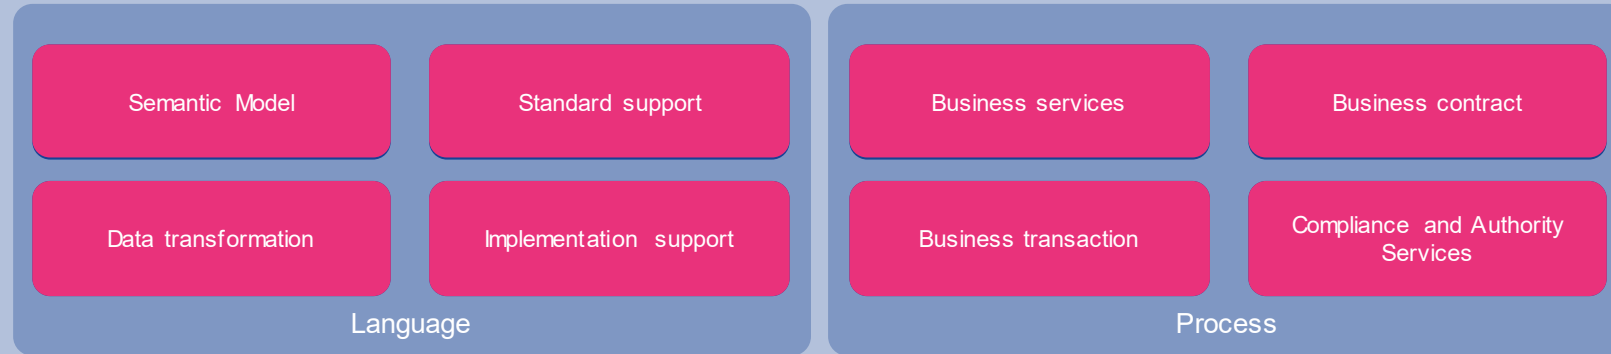 Semantic Model
Standard support
Data transformation
Implementation support
Language
Business services
Business contract
Business transaction
Compliance and Authority
Services
Process